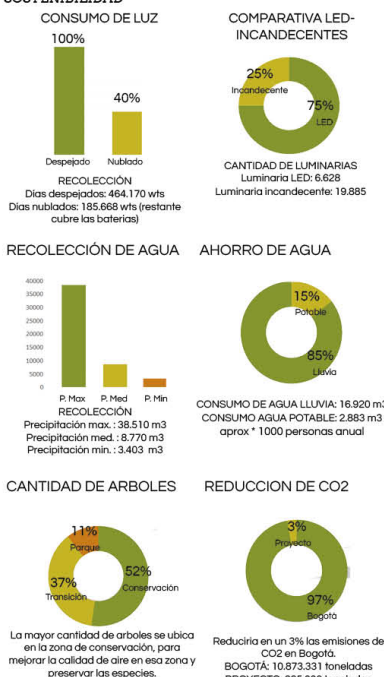 CONSUMO DE LUZ
100%
40%
Despejado
Nublado
RECOLECCIÓN
Dias despejados: 464.170 wts
Dias nublados: 185.668 wts (restante
cubre las baterias)
COMPARATIVA LED-
INCANDECENTES
25%
Incandecente
75%
LED
CANTIDAD DE LUMINARIAS
Luminaria LED: 6.628
Luminaria incandecente: 19.885
RECOLECCIÓN DE AGUA
40000
35000
30000
25000
20000
15000
10000
5000
0
P. Max
P. Med
P. Min
RECOLECCIÓN
Precipitación max. : 38.510 m3
Precipitación med. : 8.770 m3
Precipitación min. : 3.403 m3
AHORRO DE AGUA
15%
Potable
85%
Lluvia
CONSUMO DE AGUA LLUVIA: 16.920 m3
CONSUMO AGUA POTABLE: 2.883 m3
aprox * 1000 personas anual
CANTIDAD DE ARBOLES
11%
Parque
37%
Transición
52%
Conservación
La mayor cantidad de arboles se ubica
en la zona de conservación, para
mejorar la calidad de aire en esa zona y
preservar las especies.
REDUCCION DE CO2
3%
Proyecto
97%
Bogotá
Reduciria en un 3% las emisiones de
CO2 en Bogotá.
BOGOTÁ: 10.873.331 toneladas